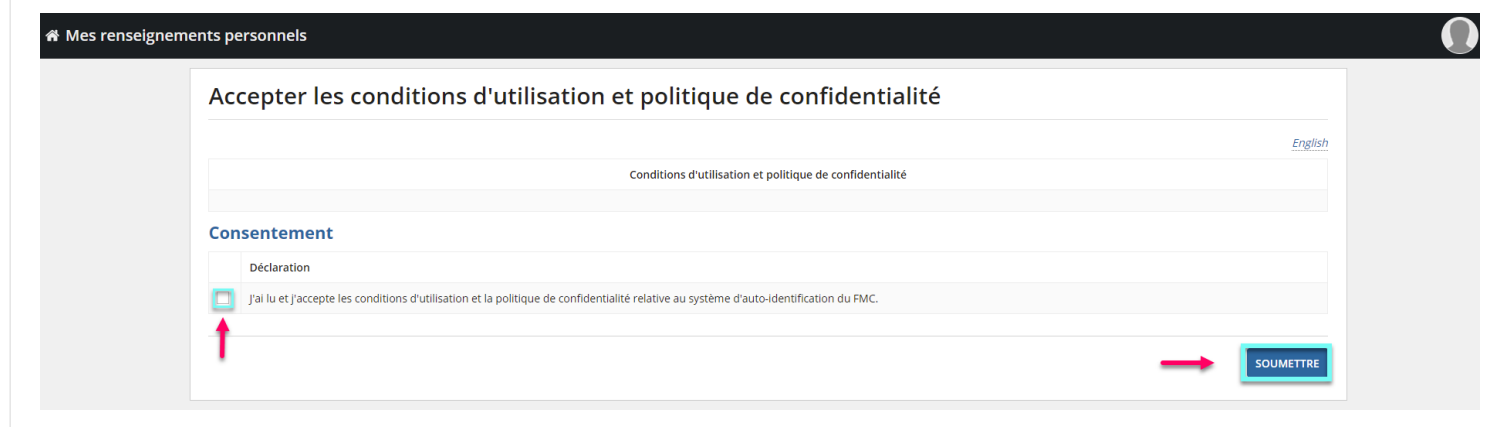 Mes renseignements personnels
Accepter les conditions d'utilisation et politique de confidentialité
English
Conditions d'utilisation et politique de confidentialité
Consentement
Déclaration
J'ai lu et j'accepte les conditions d'utilisation et la politique de confidentialité relative au système d'auto-identification du FMC.
SOUMETTRE